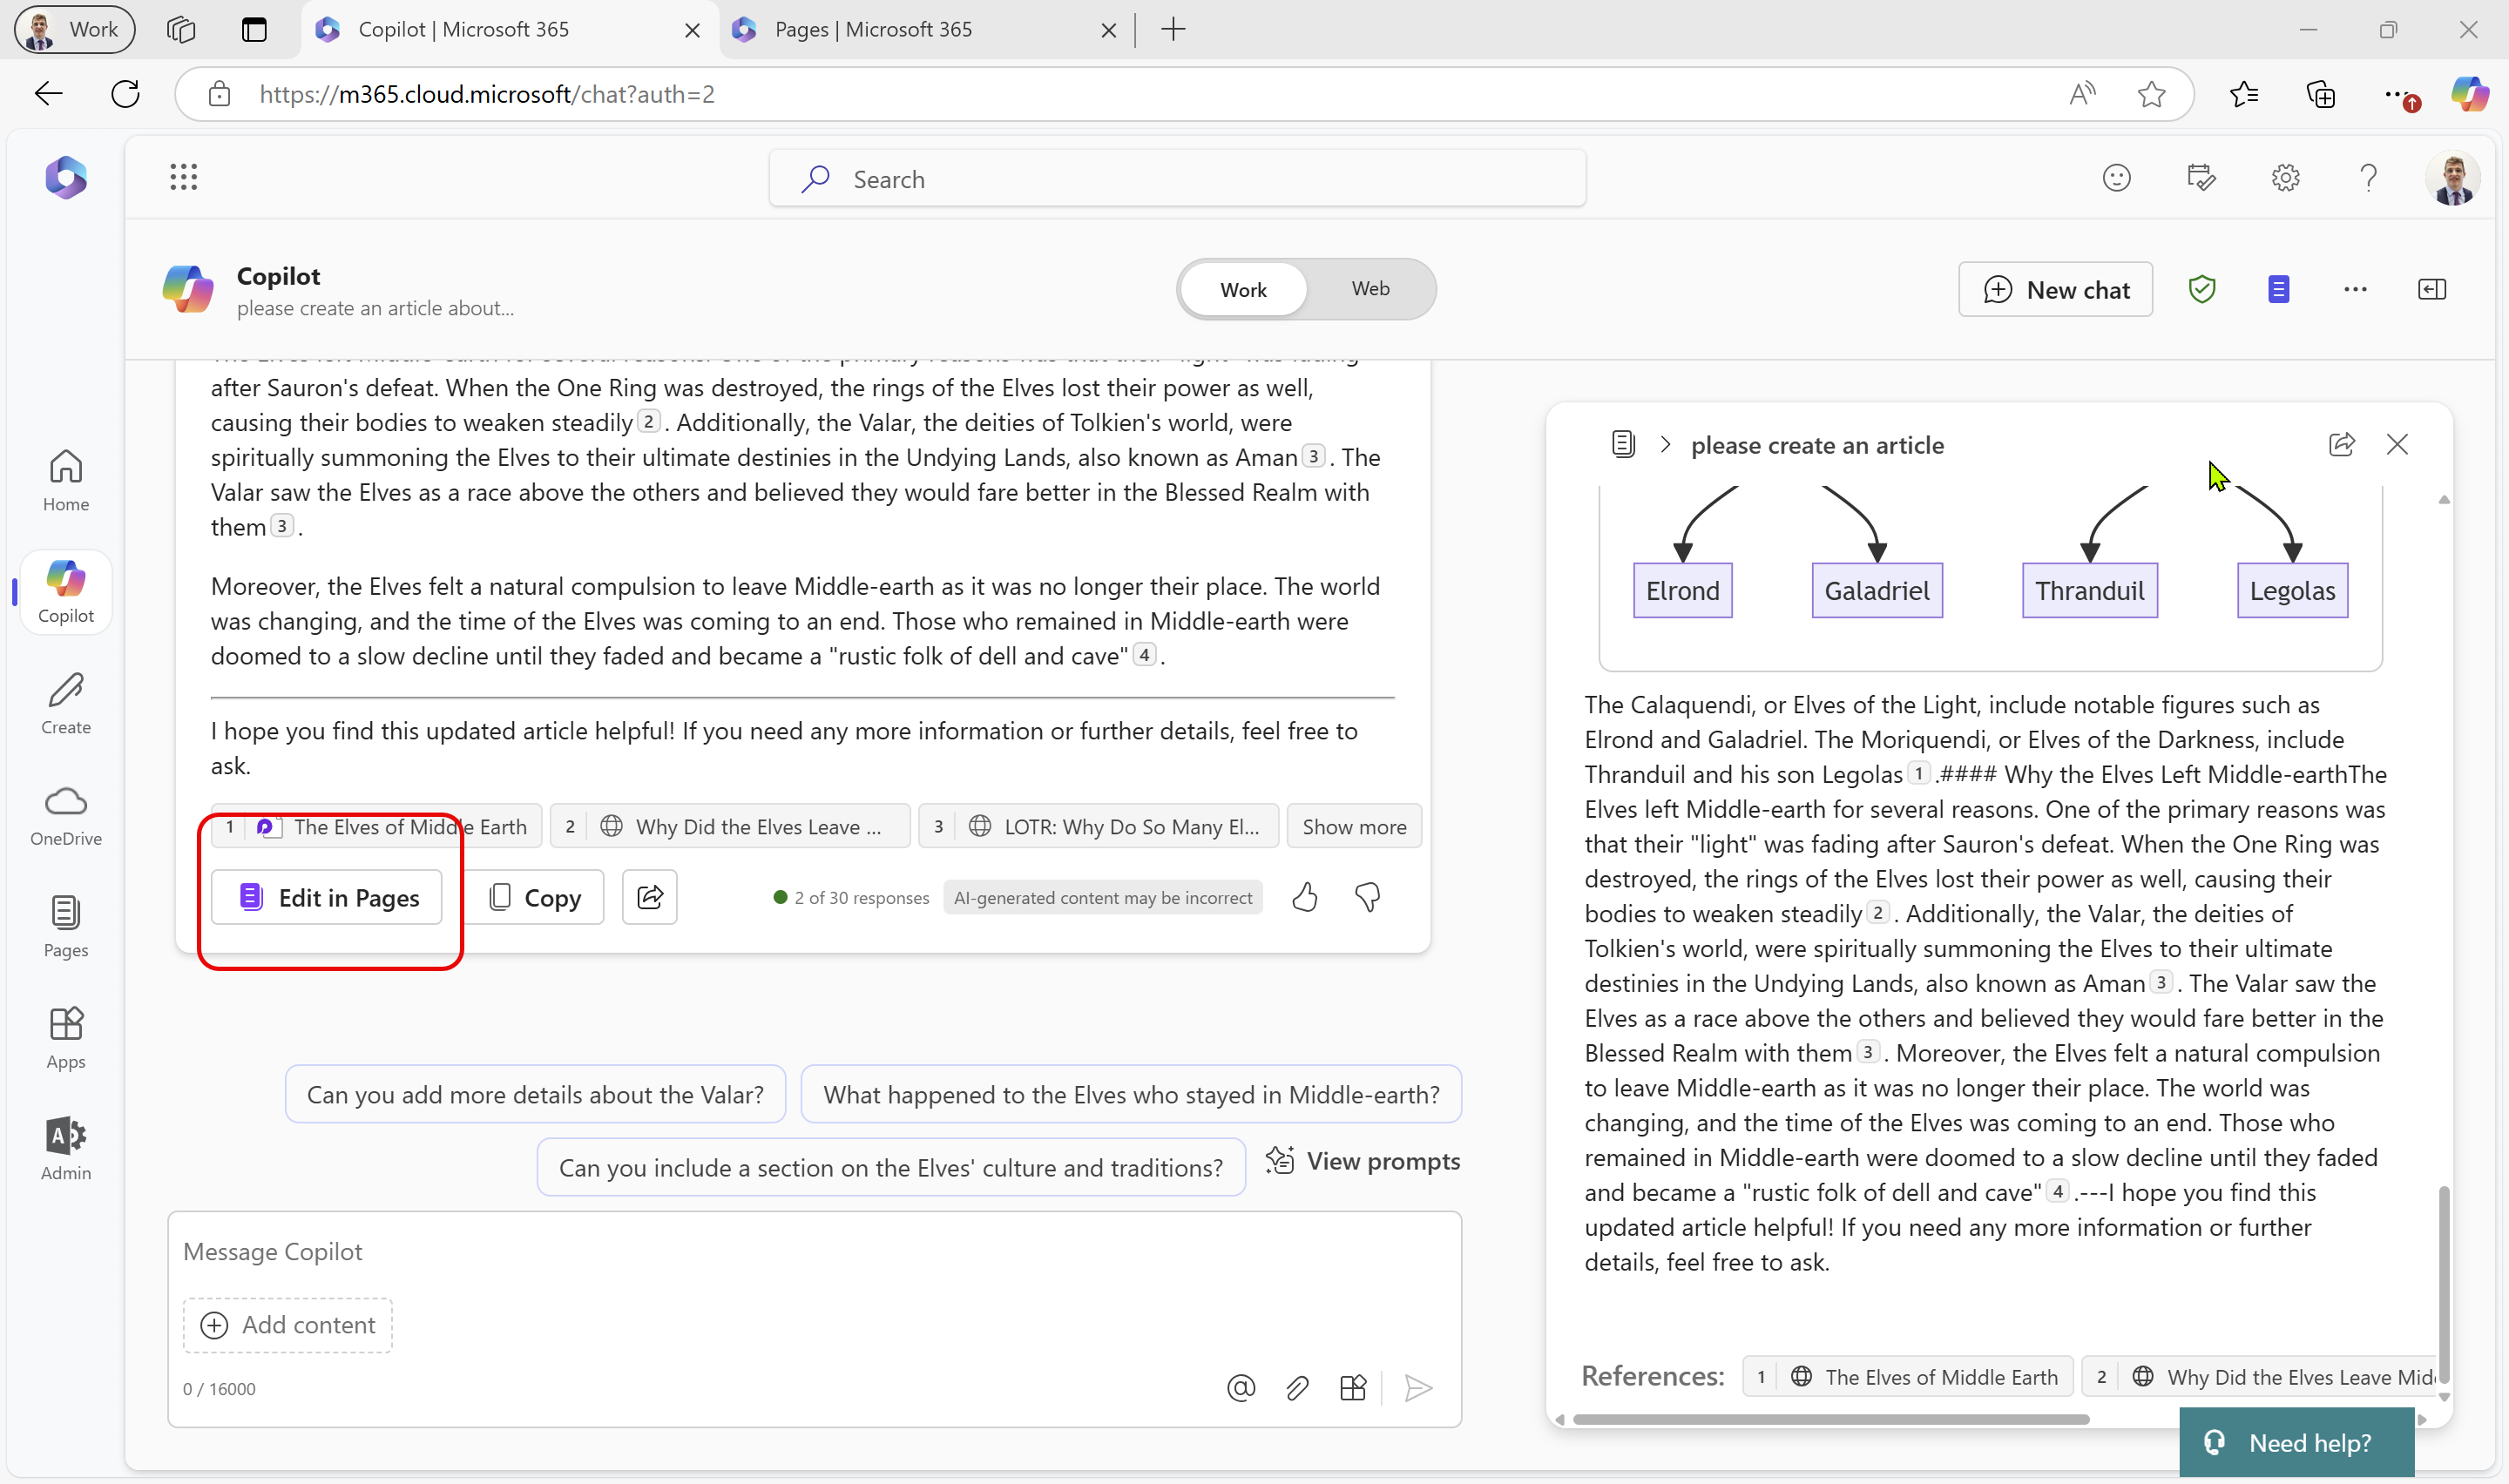 Work
Copilot | Microsoft 365
Pages | Microsoft 365
https://m365.cloud.microsoft/chat?auth=2
Search
Copilot
please create an article about...
Work
Web
New chat
Home
Copilot
Create
OneDrive
Pages
Apps
Admin
after Sauron's defeat. When the One Ring was destroyed, the rings of the Elves lost their power as well,
causing their bodies to weaken steadily 2 . Additionally, the Valar, the deities of Tolkien's world, were
spiritually summoning the Elves to their ultimate destinies in the Undying Lands, also known as Aman 3 . The
Valar saw the Elves as a race above the others and believed they would fare better in the Blessed Realm with
them 3 .
Moreover, the Elves felt a natural compulsion to leave Middle-earth as it was no longer their place. The world
was changing, and the time of the Elves was coming to an end. Those who remained in Middle-earth were
doomed to a slow decline until they faded and became a "rustic folk of dell and cave" 4 .
I hope you find this updated article helpful! If you need any more information or further details, feel free to
ask.
1 The Elves of Middle Earth
2 Why Did the Elves Leave ...
3 LOTR: Why Do So Many El...
Show more
Edit in Pages
Copy
2 of 30 responses
AI-generated content may be incorrect
Can you add more details about the Valar?
What happened to the Elves who stayed in Middle-earth?
Can you include a section on the Elves' culture and traditions?
View prompts
Message Copilot
Add content
0 / 16000
please create an article
Elrond
Galadriel
Thranduil
Legolas
The Calaquendi, or Elves of the Light, include notable figures such as
Elrond and Galadriel. The Moriquendi, or Elves of the Darkness, include
Thranduil and his son Legolas 1 .#### Why the Elves Left Middle-earthThe
Elves left Middle-earth for several reasons. One of the primary reasons was
that their "light" was fading after Sauron's defeat. When the One Ring was
destroyed, the rings of the Elves lost their power as well, causing their
bodies to weaken steadily 2 . Additionally, the Valar, the deities of
Tolkien's world, were spiritually summoning the Elves to their ultimate
destinies in the Undying Lands, also known as Aman 3 . The Valar saw the
Elves as a race above the others and believed they would fare better in the
Blessed Realm with them 3 . Moreover, the Elves felt a natural compulsion
to leave Middle-earth as it was no longer their place. The world was
changing, and the time of the Elves was coming to an end. Those who
remained in Middle-earth were doomed to a slow decline until they faded
and became a "rustic folk of dell and cave" 4 .---I hope you find this
updated article helpful! If you need any more information or further
details, feel free to ask.
References:
1 The Elves of Middle Earth
2 Why Did the Elves Leave Mid
Need help?